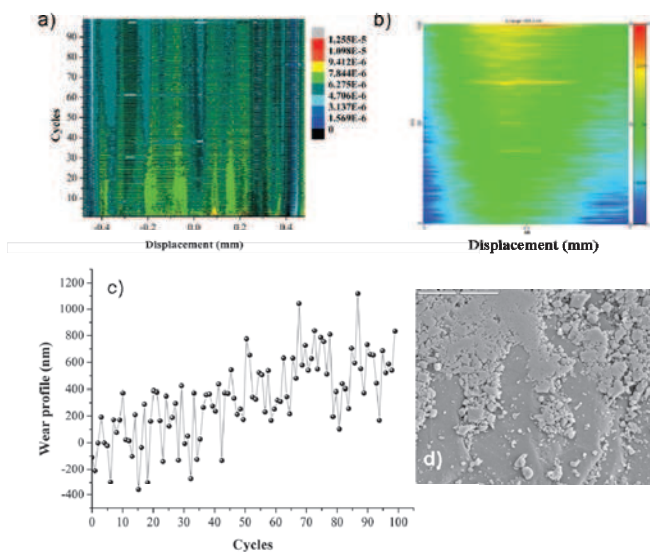 a)
b)
90
80
70
60
50
40
30
20
10
Cycles
-0.4
-0.2
0.0
0.2
0.4
Displacement (mm)
1.255E-5
1.098E-5
9.412E-6
7.844E-6
6.275E-6
4.706E-6
3.137E-6
1.569E-6
0
Displacement (mm)
c)
1200
1000
800
600
400
200
0
-200
-400
Wear profile (nm)
0
10
20
30
40
50
60
70
80
90
100
Cycles
d)